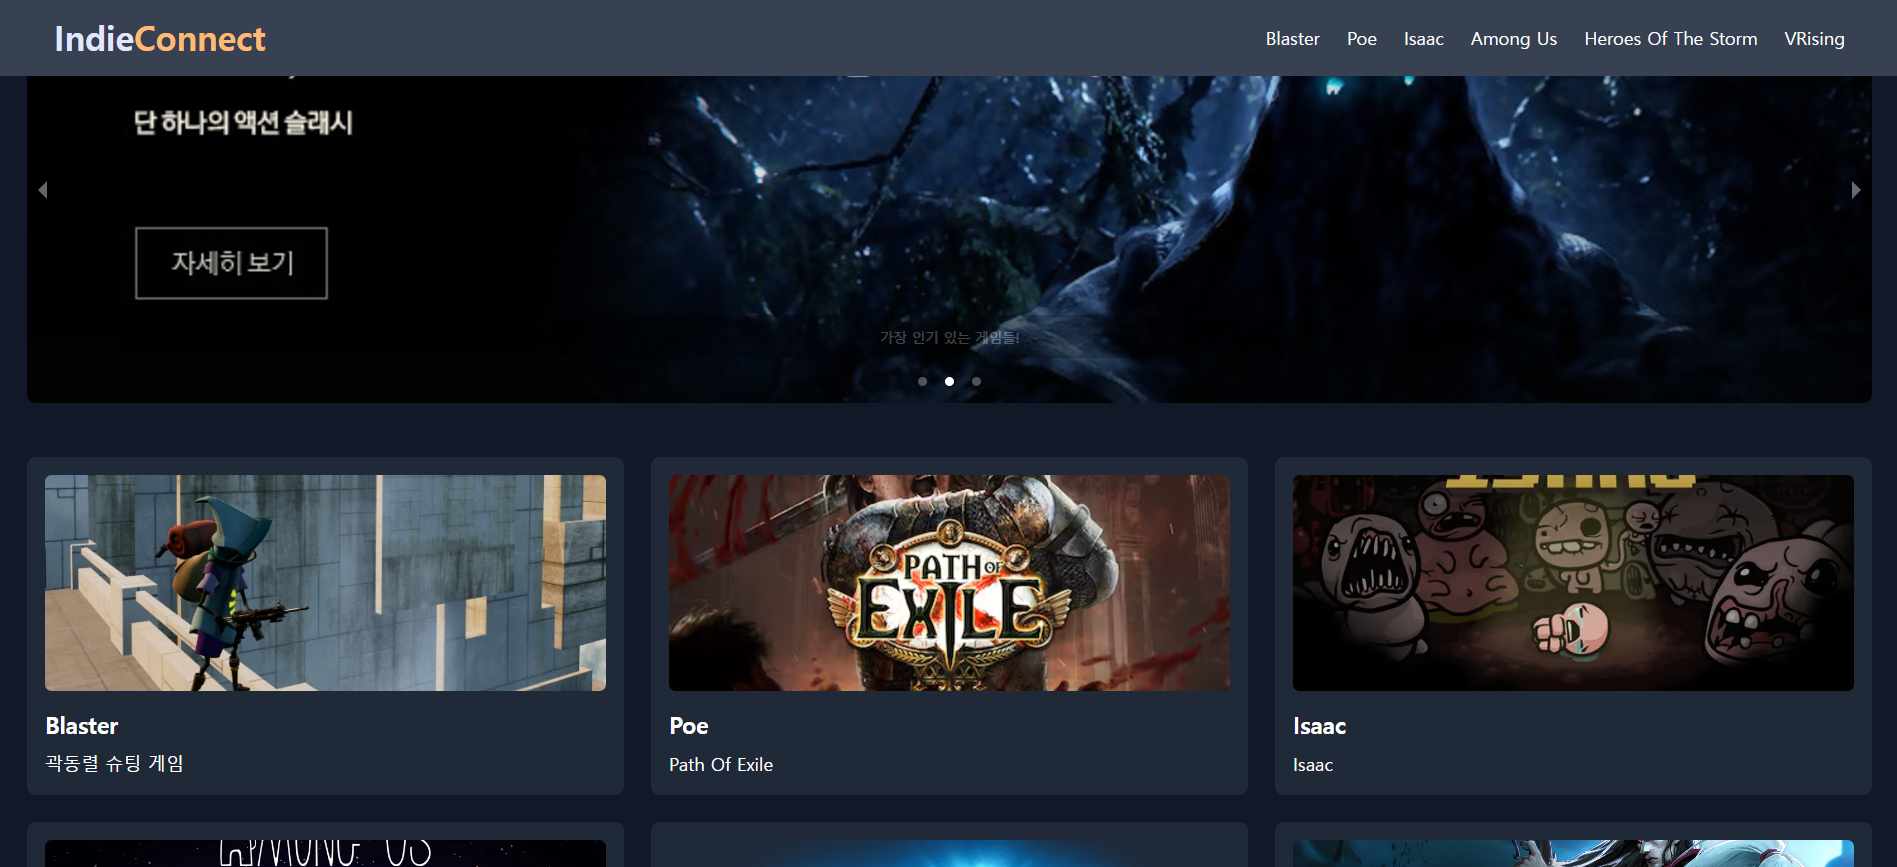 IndieConnect
Blaster Poe Isaac Among Us Heroes Of The Storm VRising
단 하나의 액션 슬래시
자세히 보기
가장 인기 있는 게임들!
PATH OF
EXILE
Blaster
곽동렬 슈팅 게임
Poe
Path Of Exile
Isaac
Isaac
AMONG US